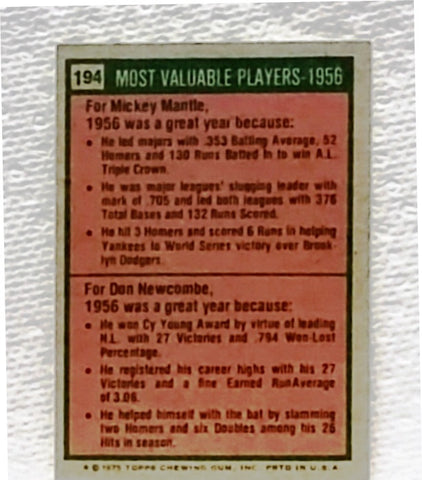 194 MOST VALUABLE PLAYERS-1956
For Mickey Mantle,
1956 was a great year because:
• He led majors with .353 Batting Average, 52
Homers and 130 Runs Batted In to win A.L.
Triple Crown.
• He was major leagues' slugging leader with
mark of .705 and led both leagues with 376
Total Bases and 132 Runs Scored.
• He hit 3 Homers and scored 6 Runs in helping
Yankees to World Series victory over Brook-
lyn Dodgers.
For Don Newcombe,
1956 was a great year because:
• He won Cy Young Award by virtue of leading
N.L. with 27 Victories and .794 Won-Lost
Percentage.
• He registered his career highs with his 27
Victories and a fine Earned Run Average
of 3.06.
• He helped himself with the bat by slamming
two Homers and six Doubles among his 26
Hits in season.
© 1975 TOPPS CHEWING GUM, INC. PRTD IN U.S.A.